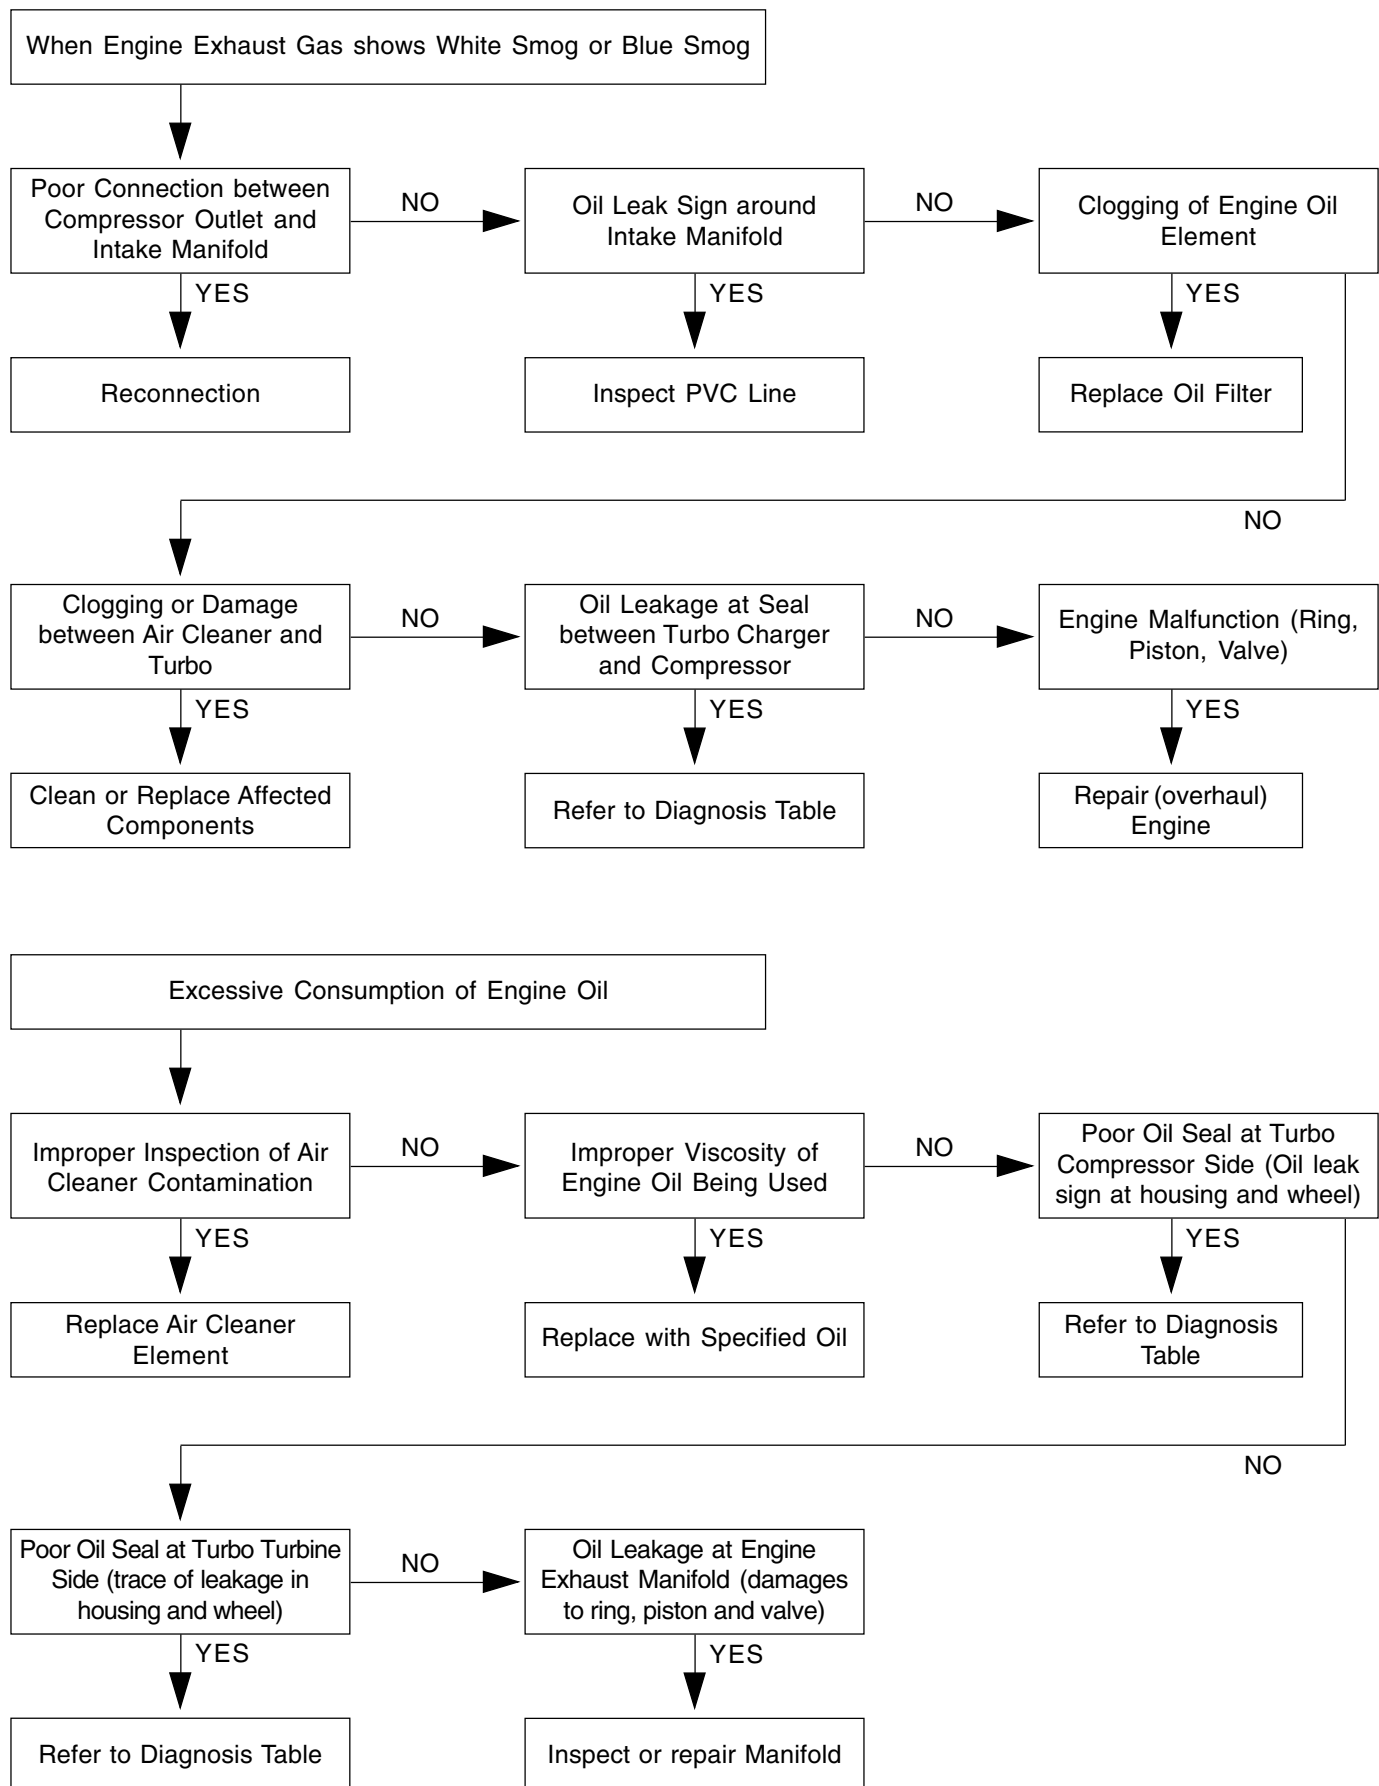 When Engine Exhaust Gas shows White Smog or Blue Smog
Poor Connection between
Compressor Outlet and
Intake Manifold
NO
Oil Leak Sign around
Intake Manifold
NO
Clogging of Engine Oil
Element
YES
YES
YES
Reconnection
Inspect PVC Line
Replace Oil Filter
NO
Clogging or Damage
between Air Cleaner and
Turbo
NO
Oil Leakage at Seal
between Turbo Charger
and Compressor
NO
Engine Malfunction (Ring,
Piston, Valve)
YES
YES
YES
Clean or Replace Affected
Components
Refer to Diagnosis Table
Repair (overhaul)
Engine
Excessive Consumption of Engine Oil
Improper Inspection of Air
Cleaner Contamination
NO
Improper Viscosity of
Engine Oil Being Used
NO
Poor Oil Seal at Turbo
Compressor Side (Oil leak
sign at housing and wheel)
YES
YES
YES
Replace Air Cleaner
Element
Replace with Specified Oil
Refer to Diagnosis
Table
NO
Poor Oil Seal at Turbo Turbine
Side (trace of leakage in
housing and wheel)
NO
Oil Leakage at Engine
Exhaust Manifold (damages
to ring, piston and valve)
YES
YES
Refer to Diagnosis Table
Inspect or repair Manifold